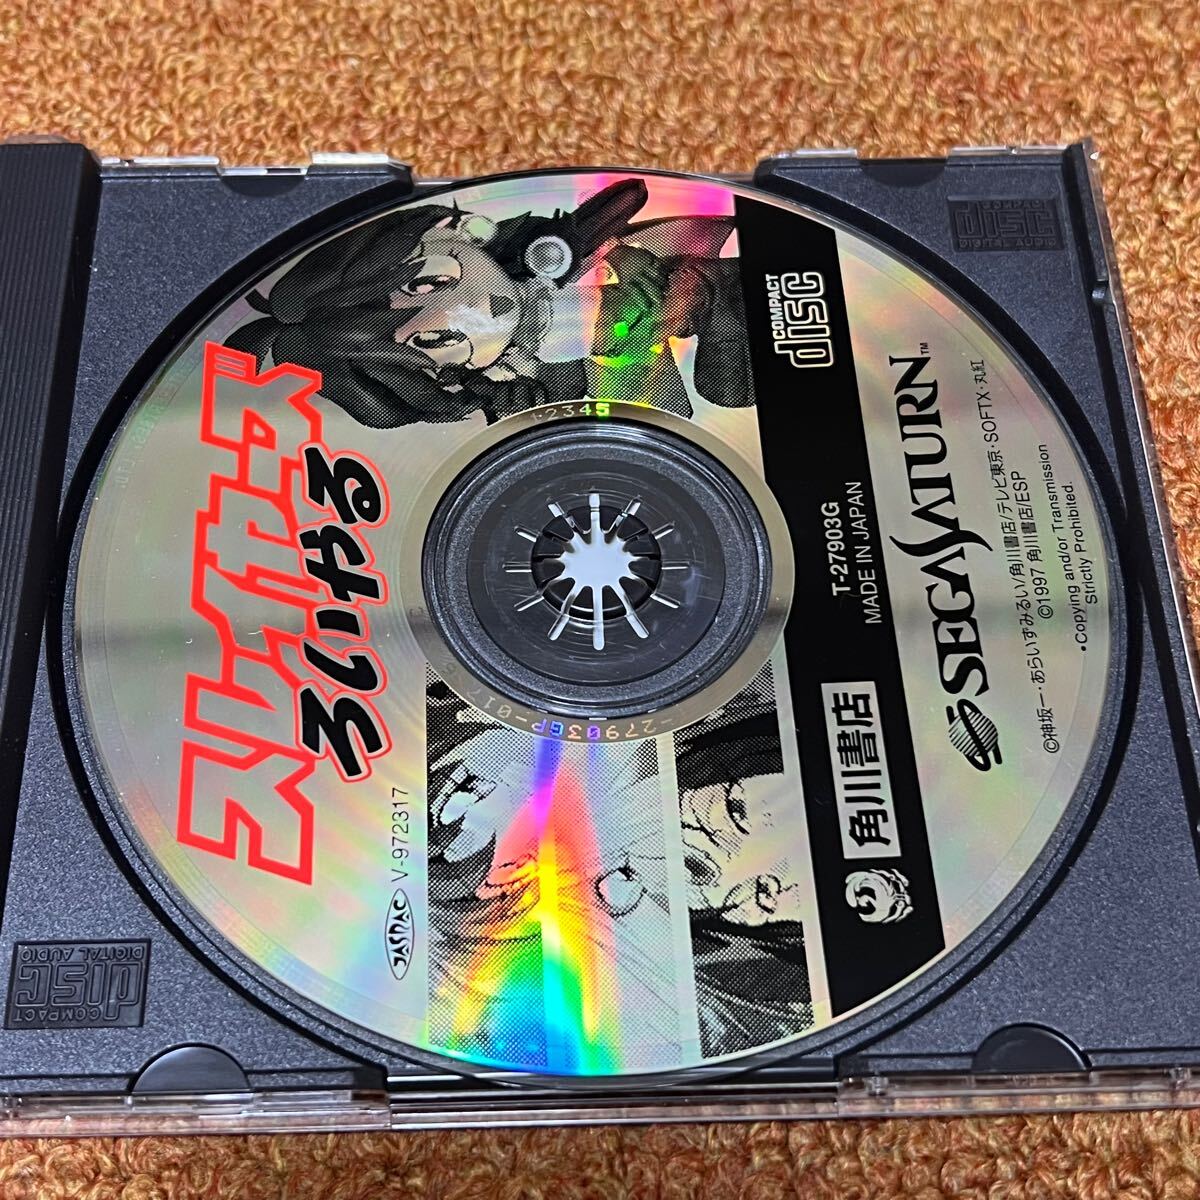 スレイヤーズ
ろいやる
JASRAC V-972317
COMPACT
disc
T-27903G
MADE IN JAPAN
角川書店
SEGA SATURN™
©神坂一・あらいずみるい/角川書店/テレビ東京・SOFTX・丸紅
©1997 角川書店/ESP
•Copying and/or Transmission
Strictly Prohibited.
COMPACT
disc
DIGITAL AUDIO
COMPACT
disc
DIGITAL AUDIO